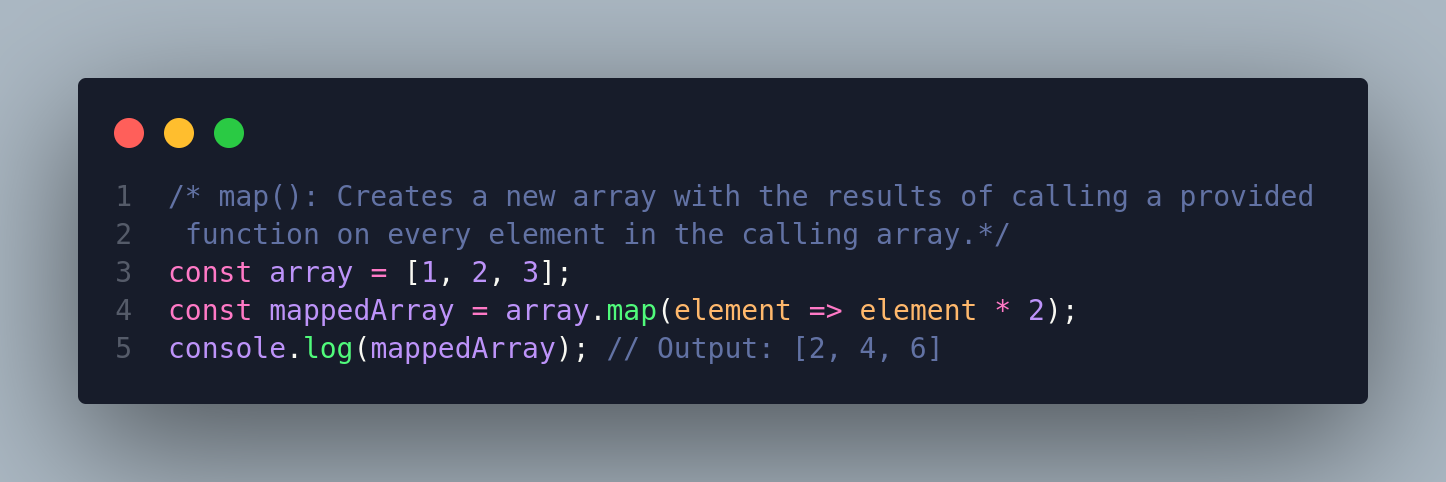 1 /* map(): Creates a new array with the results of calling a provided
2  function on every element in the calling array.*/
3 const array = [1, 2, 3];
4 const mappedArray = array.map(element => element * 2);
5 console.log(mappedArray); // Output: [2, 4, 6]